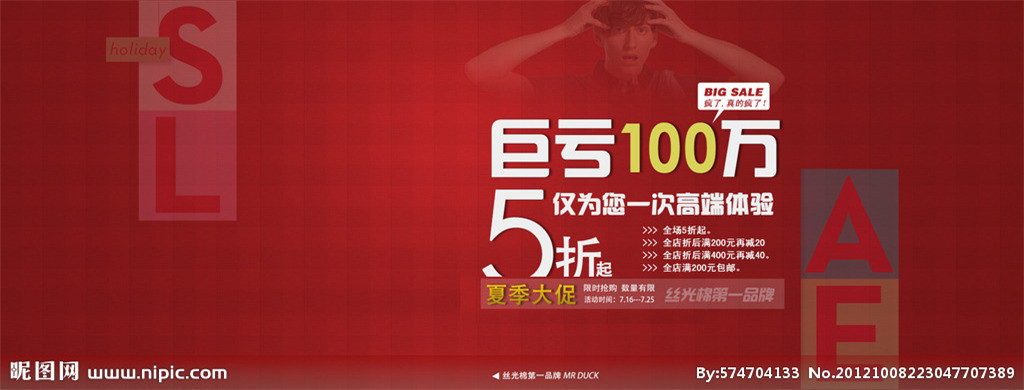 S
holiday
L
BIG SALE
疯了,真的疯了!
巨亏100万
仅为您一次高端体验
5折起
>>> 全场5折起。
>>> 全店折后满200元再减20
>>> 全店折后满400元再减40。
>>> 全店满200元包邮。
夏季大促
限时抢购 数量有限
活动时间:7.16—7.25
丝光棉第一品牌
A
E
昵图网 www.nipic.com
◀ 丝光棉第一品牌 MR DUCK
By:574704133 No.20121008223047707389